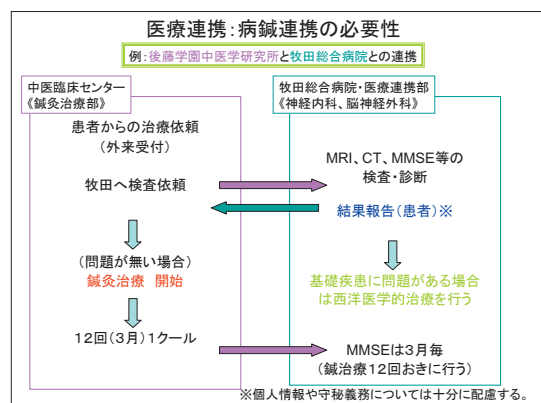 医療連携：病鍼連携の必要性
例：後藤学園中医学研究所と牧田総合病院との連携
中医臨床センター
《鍼灸治療部》
患者からの治療依頼
（外来受付）
牧田へ検査依頼
（問題が無い場合）
鍼灸治療 開始
12回（3月）1クール
牧田総合病院・医療連携部
《神経内科、脳神経外科》
MRI、CT、MMSE等の
検査・診断
結果報告（患者）※
基礎疾患に問題がある場合
は西洋医学的治療を行う
MMSEは3月毎
（鍼治療12回おきに行う）
※個人情報や守秘義務については十分に配慮する。